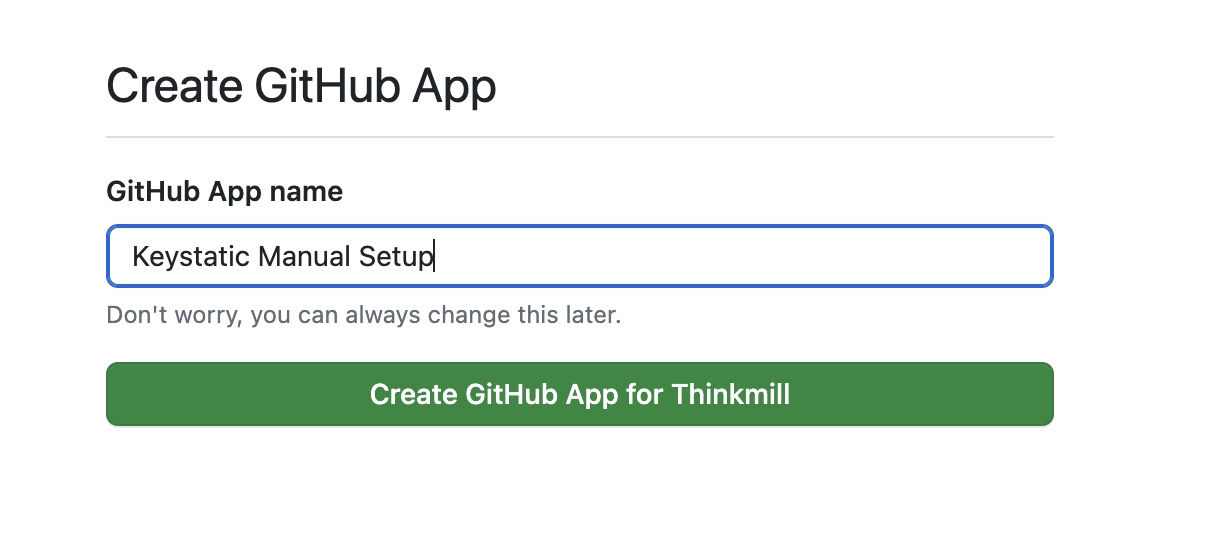 Create GitHub App
GitHub App name
Keystatic Manual Setup
Don't worry, you can always change this later.
Create GitHub App for Thinkmill